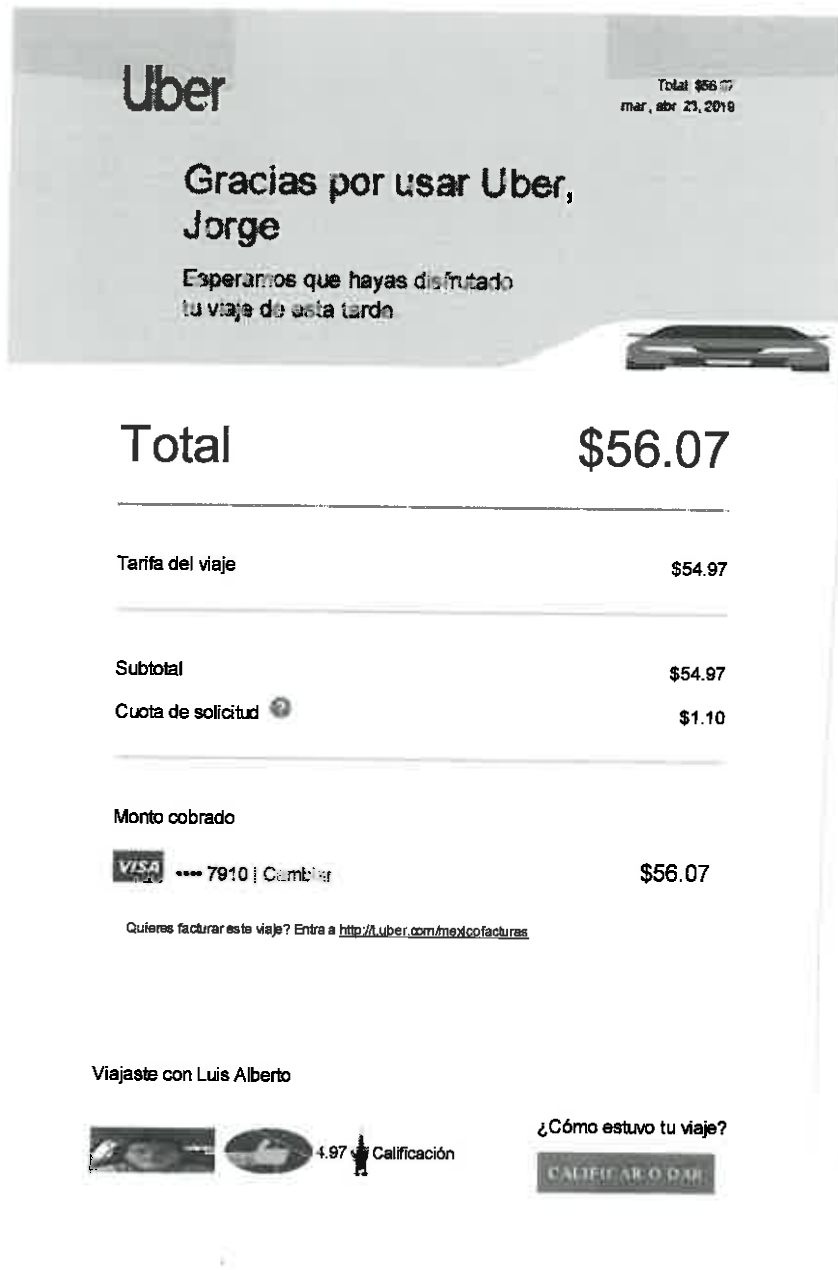 Uber
Total $56.07
mar, abr 23, 2019
Gracias por usar Uber,
Jorge
Esperamos que hayas disfrutado
tu viaje de esta tarde
Total $56.07
Tarifa del viaje $54.97
Subtotal $54.97
Cuota de solicitud ? $1.10
Monto cobrado
VISA •••• 7910 | Cambiar $56.07
Quieres facturar este viaje? Entra a http://t.uber.com/mexicofacturas
Viajaste con Luis Alberto
¿Cómo estuvo tu viaje?
4.97 Calificación
CALIFICAR O DAR